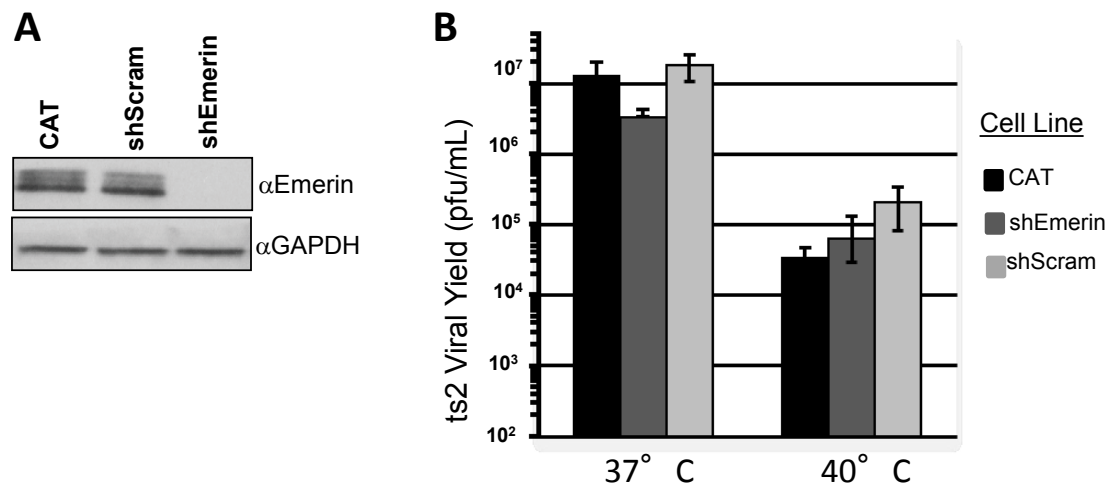 A
CAT
shScram
shEmerin
αEmerin
αGAPDH
B
ts2 Viral Yield (pfu/mL)
10⁷
10⁶
10⁵
10⁴
10³
10²
37° C
40° C
Cell Line
CAT
shEmerin
shScram